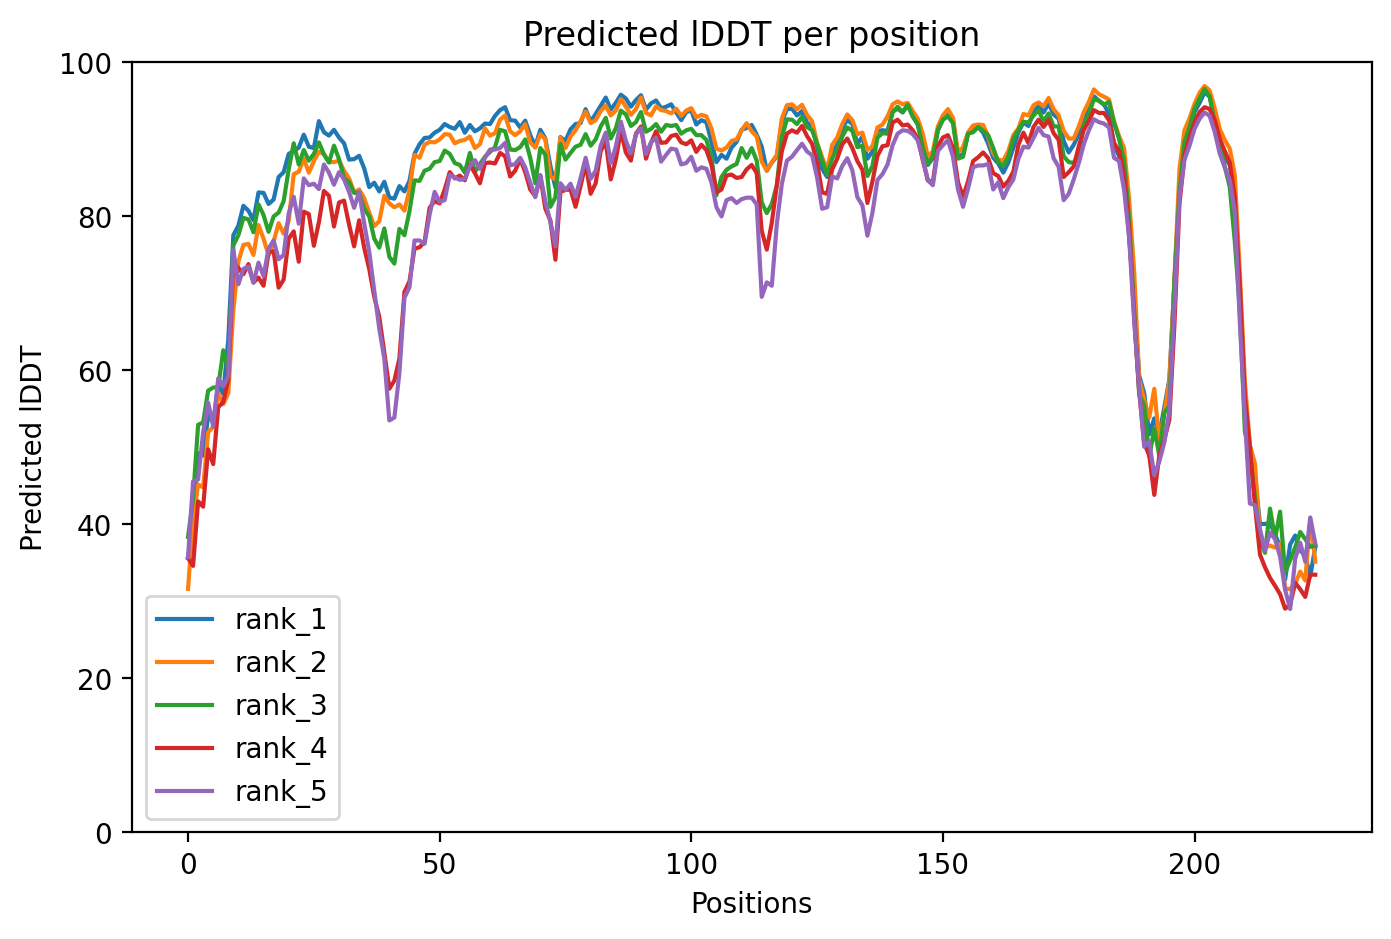 Predicted lDDT per position
100
80
60
40
20
0
Predicted lDDT
rank_1
rank_2
rank_3
rank_4
rank_5
0 50 100 150 200
Positions